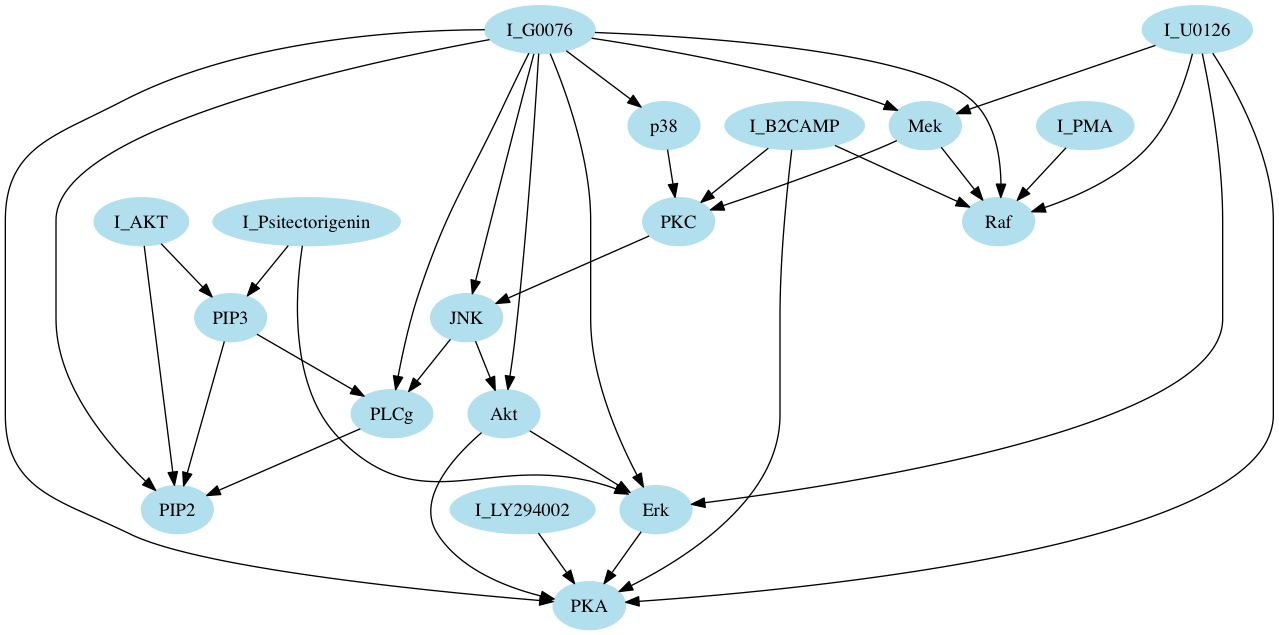 I_G0076
I_U0126
p38
I_B2CAMP
Mek
I_PMA
I_AKT
I_Psitectorigenin
PKC
Raf
PIP3
JNK
PLCg
Akt
PIP2
I_LY294002
Erk
PKA